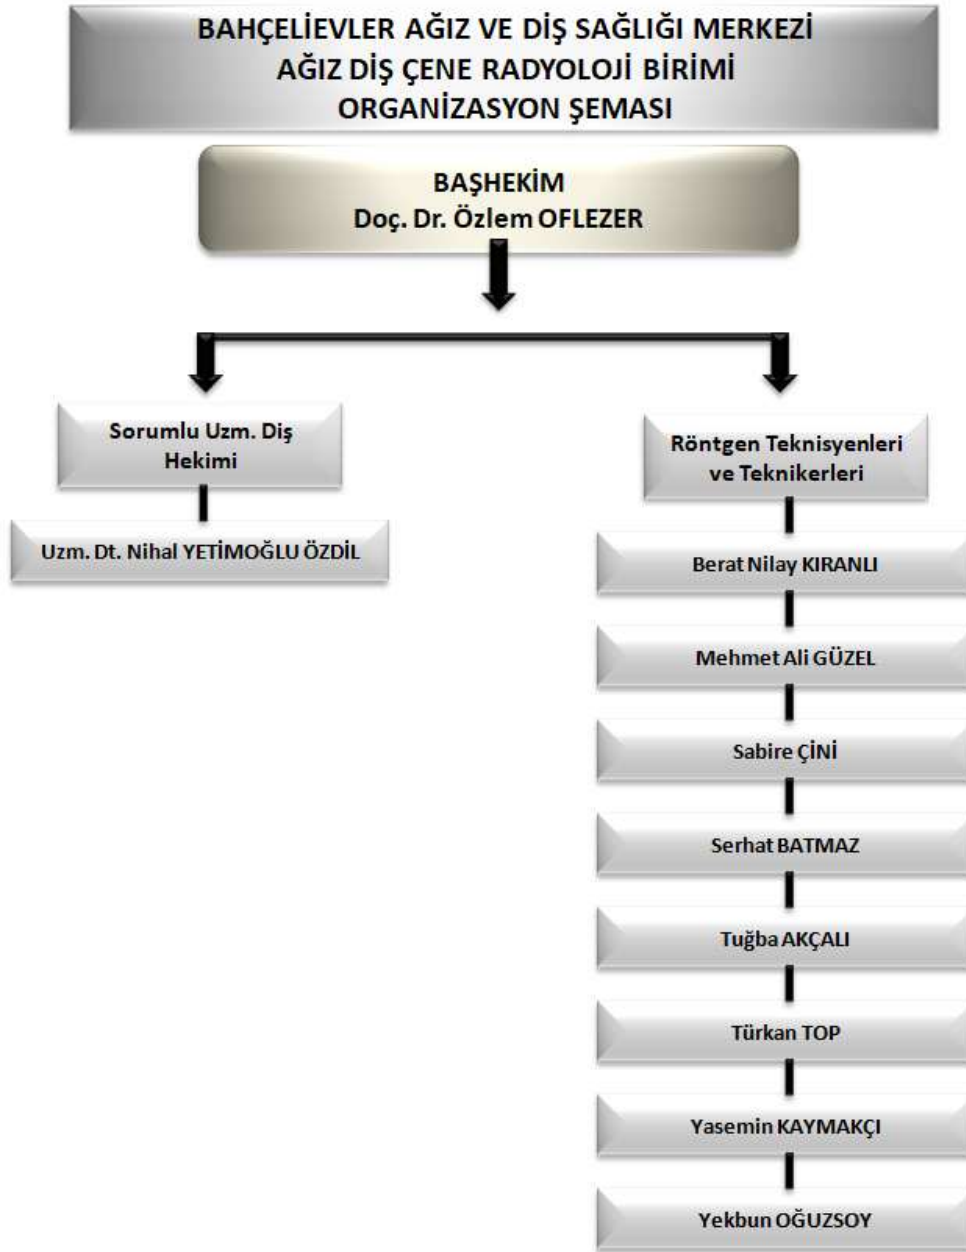 BAHÇELİEVLER AĞIZ VE DİŞ SAĞLIĞI MERKEZİ
AĞIZ DİŞ ÇENE RADYOLOJİ BİRİMİ
ORGANİZASYON ŞEMASI
BAŞHEKİM
Doç. Dr. Özlem OFLEZER
Sorumlu Uzm. Diş
Hekimi
Uzm. Dt. Nihal YETİMOĞLU ÖZDİL
Röntgen Teknisyenleri
ve Teknikerleri
Berat Nilay KIRANLI
Mehmet Ali GÜZEL
Sabire ÇİNİ
Serhat BATMAZ
Tuğba AKÇALI
Türkan TOP
Yasemin KAYMAKÇI
Yekbun OĞUZSOY